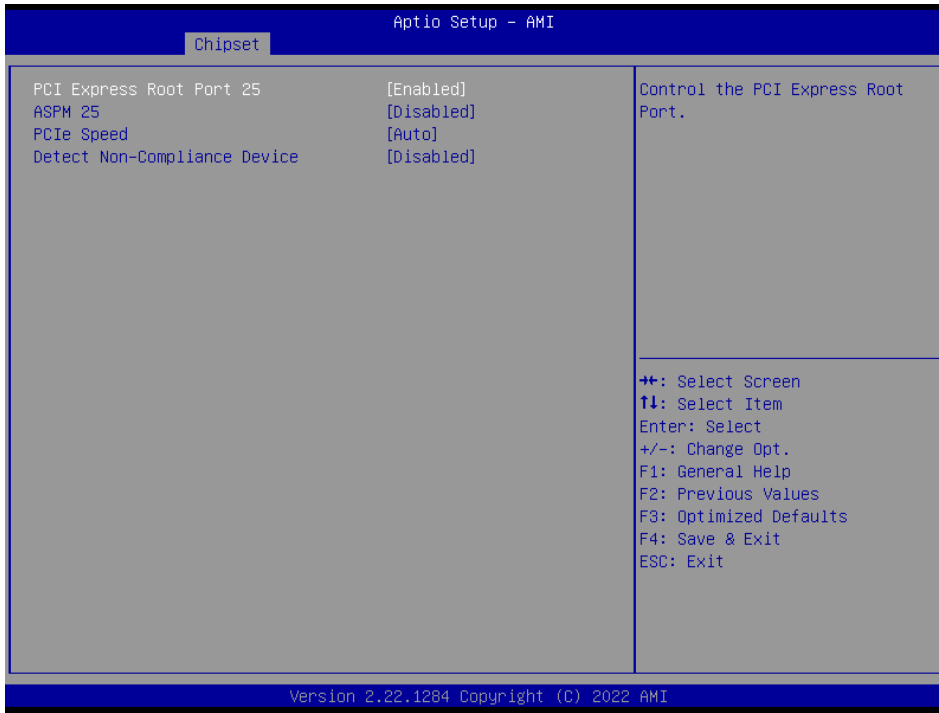 Aptio Setup – AMI
Chipset
PCI Express Root Port 25 [Enabled]
ASPM 25 [Disabled]
PCIe Speed [Auto]
Detect Non-Compliance Device [Disabled]
Control the PCI Express Root
Port.
→←: Select Screen
↑↓: Select Item
Enter: Select
+/-: Change Opt.
F1: General Help
F2: Previous Values
F3: Optimized Defaults
F4: Save & Exit
ESC: Exit
Version 2.22.1284 Copyright (C) 2022 AMI